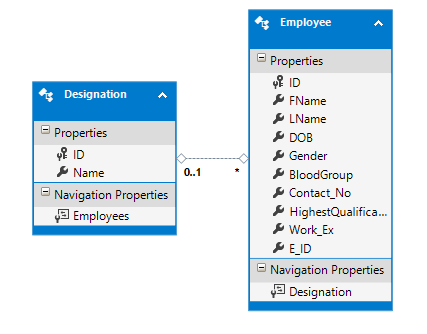 Designation
Properties
ID
Name
Navigation Properties
Employees
0..1
*
Employee
Properties
ID
FName
LName
DOB
Gender
BloodGroup
Contact_No
HighestQualifica...
Work_Ex
E_ID
Navigation Properties
Designation